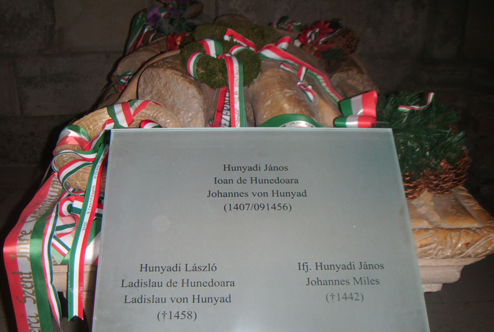 Hunyadi János
Ioan de Hunedoara
Johannes von Hunyad
(1407/091456)
Hunyadi László
Ladislau de Hunedoara
Ladislau von Hunyad
(†1458)
Ifj. Hunyadi János
Johannes Miles
(†1442)